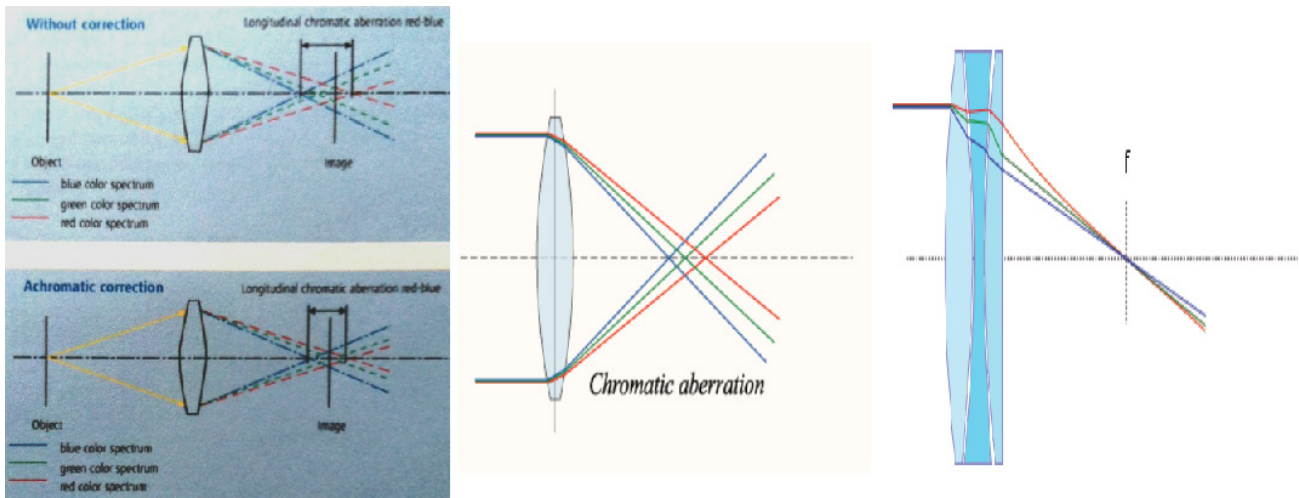 Without correction
Longitudinal chromatic aberration red-blue
Object
Image
blue color spectrum
green color spectrum
red color spectrum
Achromatic correction
Longitudinal chromatic aberration red-blue
Object
Image
blue color spectrum
green color spectrum
red color spectrum
Chromatic aberration
f